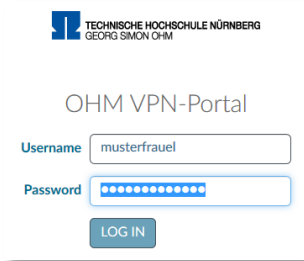 TECHNISCHE HOCHSCHULE NÜRNBERG
GEORG SIMON OHM
OHM VPN-Portal
Username musterfrauel
Password ●●●●●●●●●●●●●
LOG IN